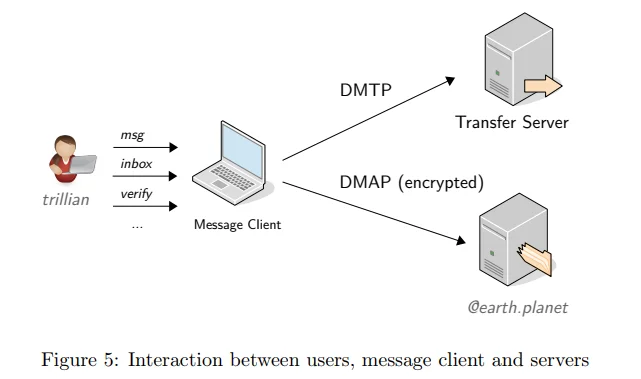 DMTP
Transfer Server
msg
inbox
verify
...
trillian
Message Client
DMAP (encrypted)
@earth.planet
Figure 5: Interaction between users, message client and servers